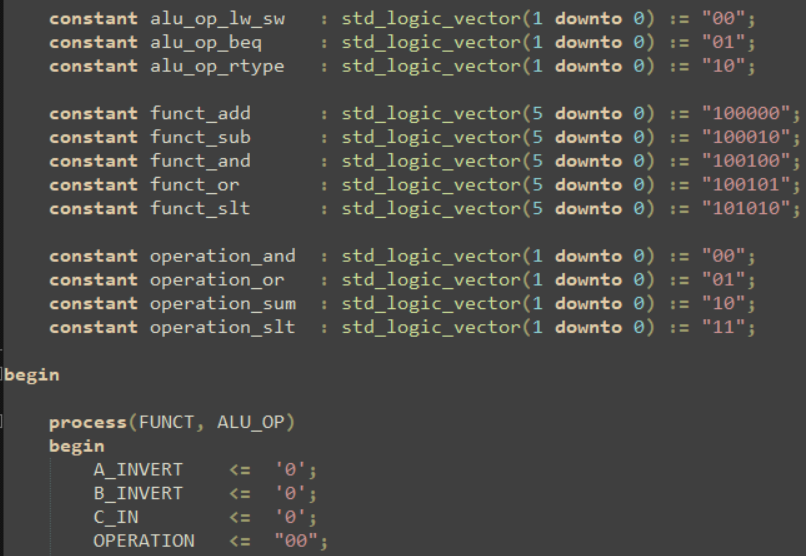 constant alu_op_lw_sw   : std_logic_vector(1 downto 0) := "00";
constant alu_op_beq     : std_logic_vector(1 downto 0) := "01";
constant alu_op_rtype   : std_logic_vector(1 downto 0) := "10";
constant funct_add      : std_logic_vector(5 downto 0) := "100000";
constant funct_sub      : std_logic_vector(5 downto 0) := "100010";
constant funct_and      : std_logic_vector(5 downto 0) := "100100";
constant funct_or       : std_logic_vector(5 downto 0) := "100101";
constant funct_slt      : std_logic_vector(5 downto 0) := "101010";
constant operation_and  : std_logic_vector(1 downto 0) := "00";
constant operation_or   : std_logic_vector(1 downto 0) := "01";
constant operation_sum  : std_logic_vector(1 downto 0) := "10";
constant operation_slt  : std_logic_vector(1 downto 0) := "11";
begin
process(FUNCT, ALU_OP)
begin
A_INVERT    <=  '0';
B_INVERT    <=  '0';
C_IN        <=  '0';
OPERATION   <=  "00";